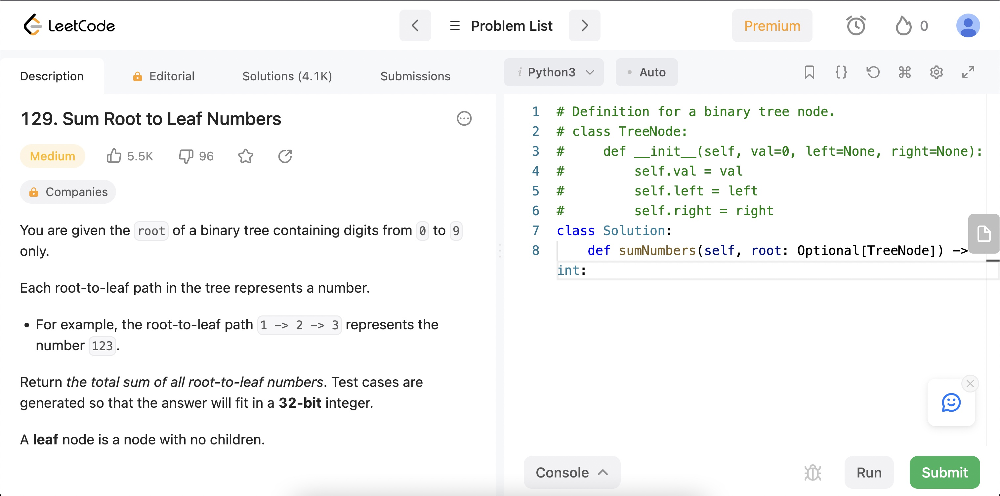 LeetCode
Problem List
Premium
0
Description
Editorial
Solutions (4.1K)
Submissions
i Python3
Auto
129. Sum Root to Leaf Numbers
Medium
5.5K
96
Companies
You are given the root of a binary tree containing digits from 0 to 9
only.
Each root-to-leaf path in the tree represents a number.
• For example, the root-to-leaf path 1 -> 2 -> 3 represents the
number 123.
Return the total sum of all root-to-leaf numbers. Test cases are
generated so that the answer will fit in a 32-bit integer.
A leaf node is a node with no children.
1 # Definition for a binary tree node.
2 # class TreeNode:
3 #     def __init__(self, val=0, left=None, right=None):
4 #         self.val = val
5 #         self.left = left
6 #         self.right = right
7 class Solution:
8     def sumNumbers(self, root: Optional[TreeNode]) ->
int:
Console
Run
Submit